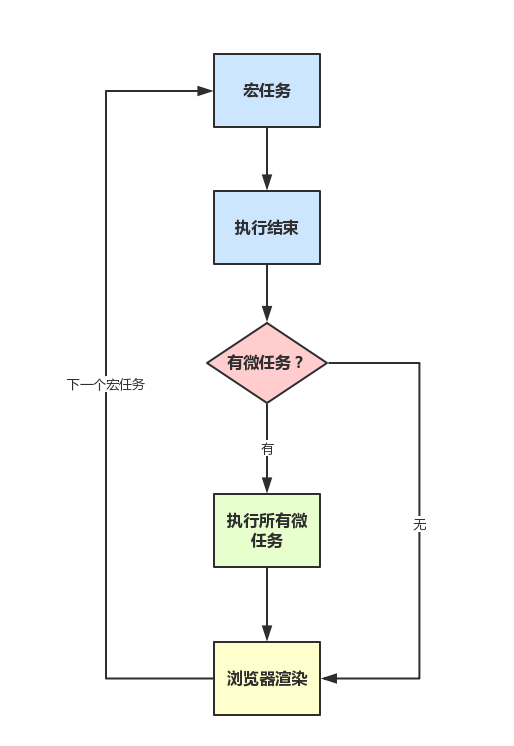 宏任务
执行结束
有微任务？
下一个宏任务
有
执行所有微
任务
无
浏览器渲染